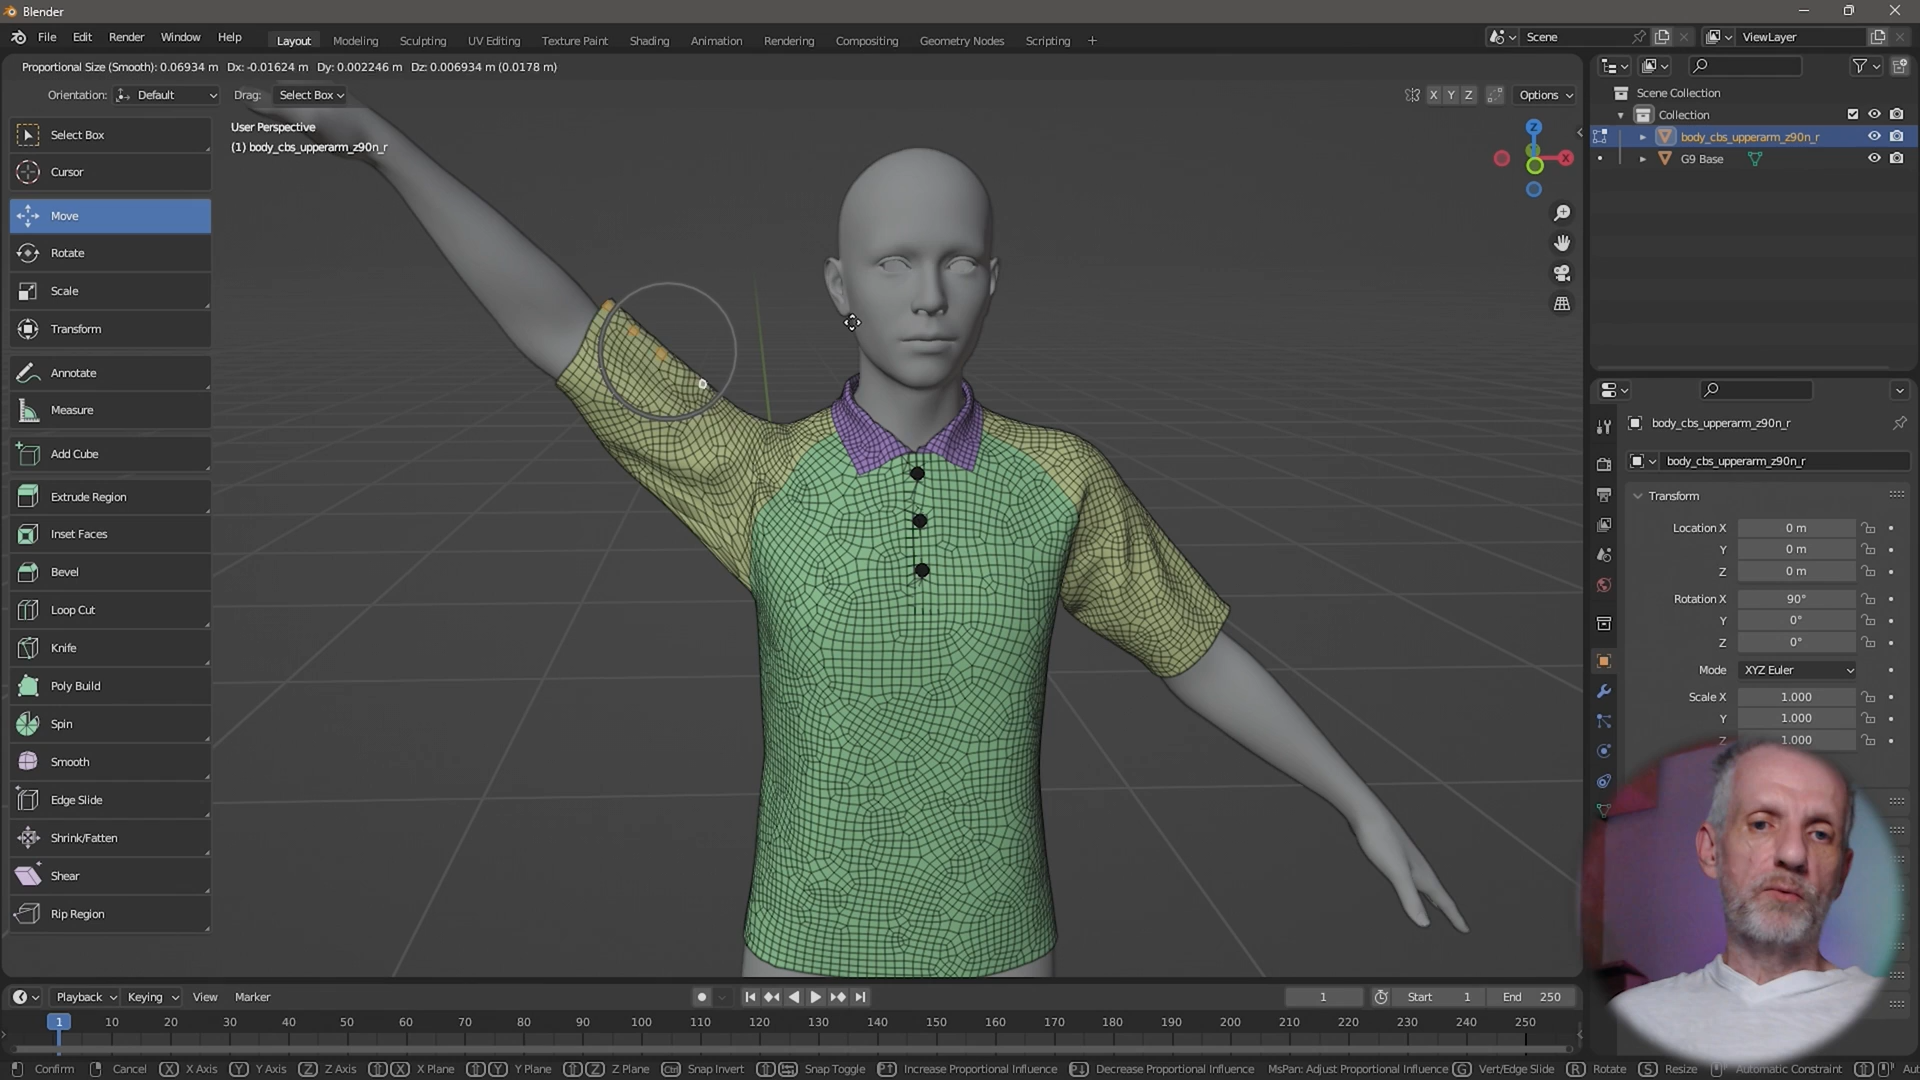 Blender
File Edit Render Window Help Layout Modeling Sculpting UV Editing Texture Paint Shading Animation Rendering Compositing Geometry Nodes Scripting + Scene ViewLayer
Proportional Size (Smooth): 0.06934 m Dx: -0.01624 m Dy: 0.002246 m Dz: 0.006934 m (0.0178 m)
Orientation: Default Drag: Select Box X Y Z Options
User Perspective
(1) body_cbs_upperarm_z90n_r
Z
X
Select Box
Cursor
Move
Rotate
Scale
Transform
Annotate
Measure
Add Cube
Extrude Region
Inset Faces
Bevel
Loop Cut
Knife
Poly Build
Spin
Smooth
Edge Slide
Shrink/Fatten
Shear
Rip Region
Scene Collection
Collection
body_cbs_upperarm_z90n_r
G9 Base
body_cbs_upperarm_z90n_r
body_cbs_upperarm_z90n_r
Transform
Location X 0 m
Y 0 m
Z 0 m
Rotation X 90°
Y 0°
Z 0°
Mode XYZ Euler
Scale X 1.000
Y 1.000
Z 1.000
Playback Keying View Marker 1 Start 1 End 250
1 10 20 30 40 50 60 70 80 90 100 110 120 130 140 150 160 170 180 190 200 210 220 230 240 250
Confirm Cancel X X Axis Y Y Axis Z Z Axis X X Plane Y Y Plane Z Z Plane Snap Invert Snap Toggle Increase Proportional Influence Decrease Proportional Influence MsPan: Adjust Proportional Influence G Vert/Edge Slide R Rotate S Resize Automatic Constraint